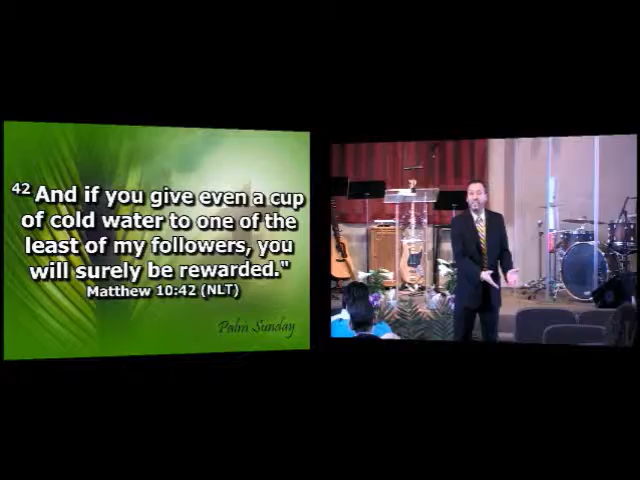 42 And if you give even a cup
of cold water to one of the
least of my followers, you
will surely be rewarded."
Matthew 10:42 (NLT)
Palm Sunday